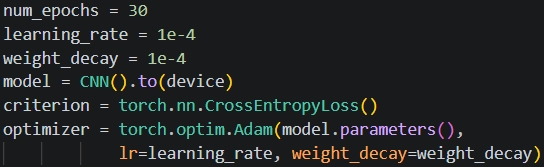 num_epochs = 30
learning_rate = 1e-4
weight_decay = 1e-4
model = CNN().to(device)
criterion = torch.nn.CrossEntropyLoss()
optimizer = torch.optim.Adam(model.parameters(),
lr=learning_rate, weight_decay=weight_decay)